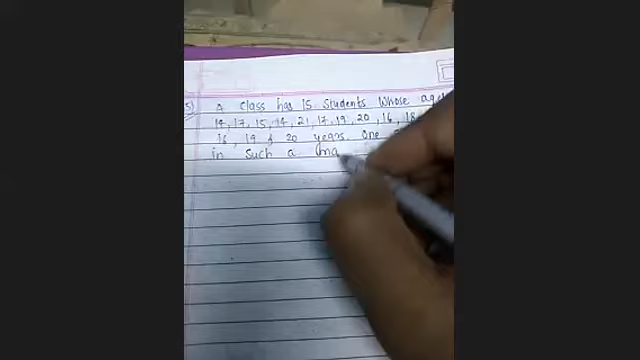 5) A class has 15 students whose ages
14, 17, 15, 14, 21, 17, 19, 20, 16, 18
16, 19 & 20 years. One
in such a ma